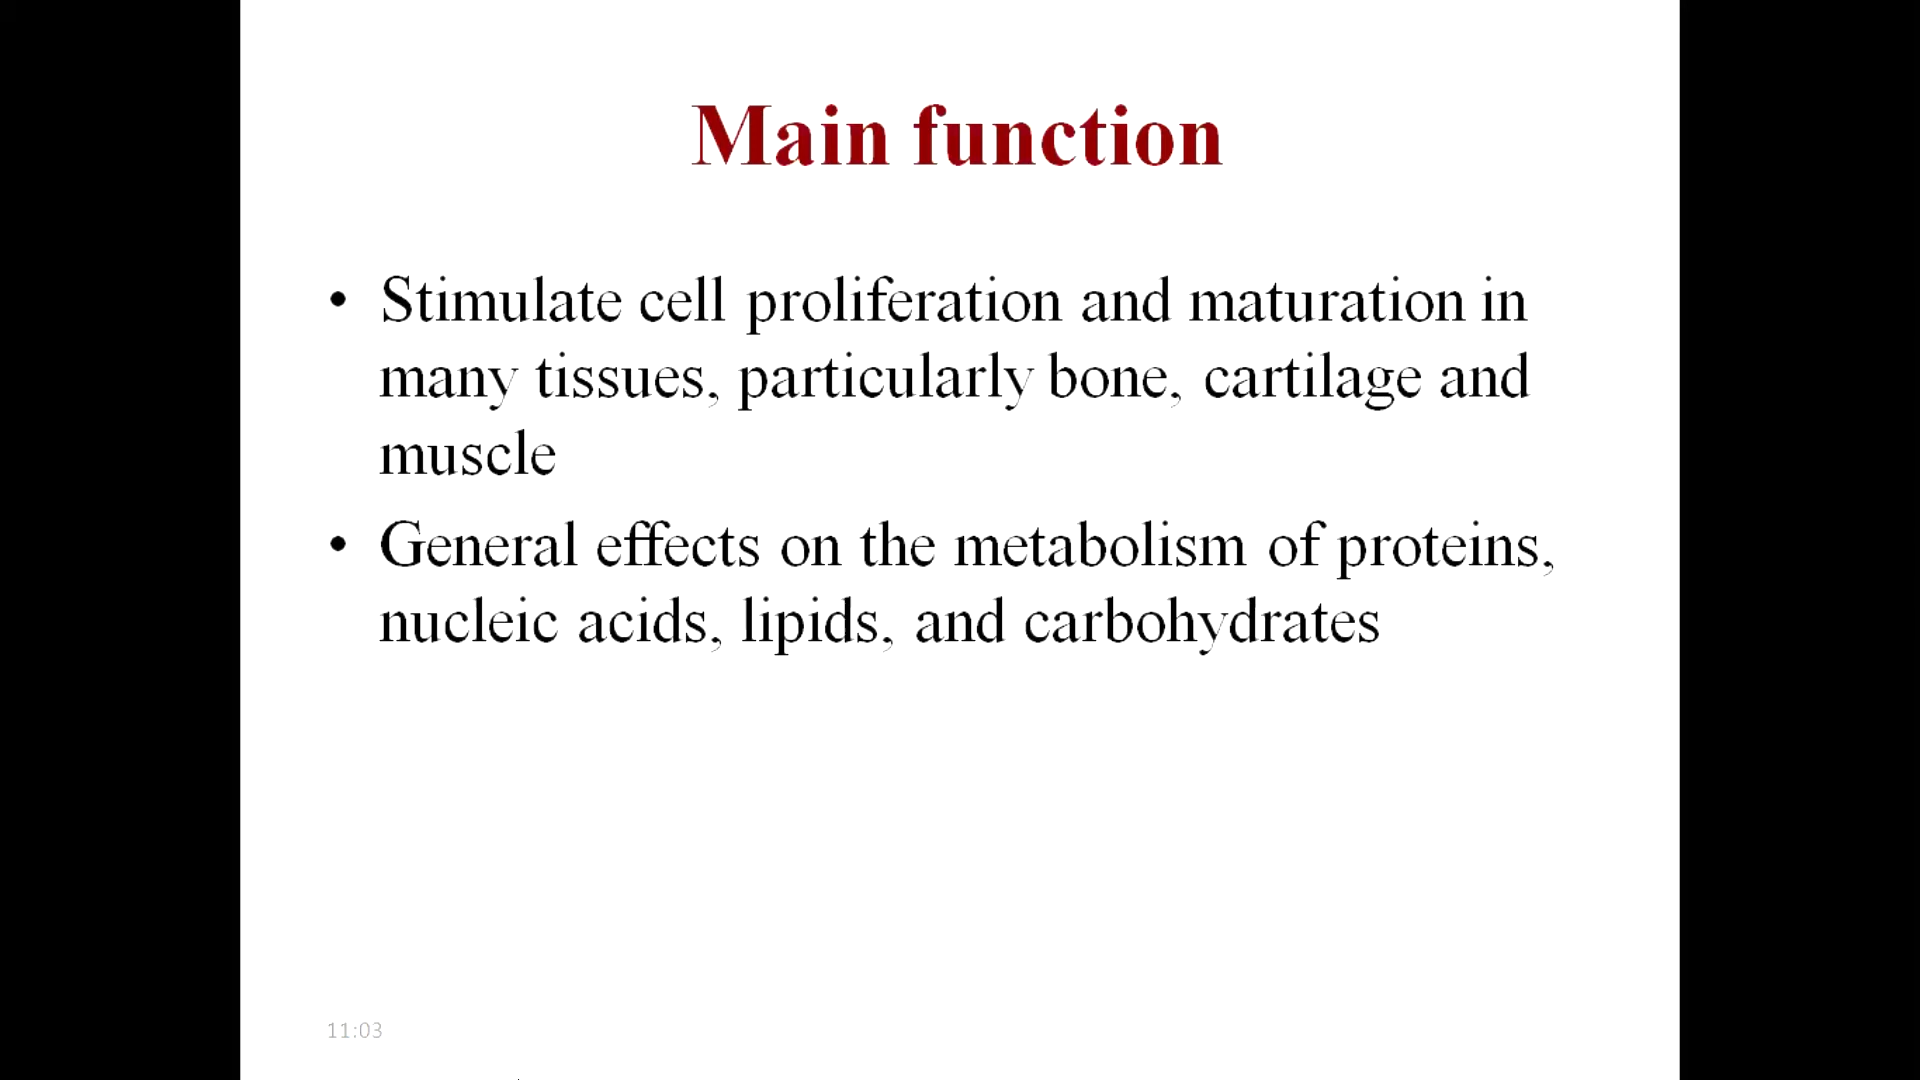 Main function
• Stimulate cell proliferation and maturation in
many tissues, particularly bone, cartilage and
muscle
• General effects on the metabolism of proteins,
nucleic acids, lipids, and carbohydrates
11:03